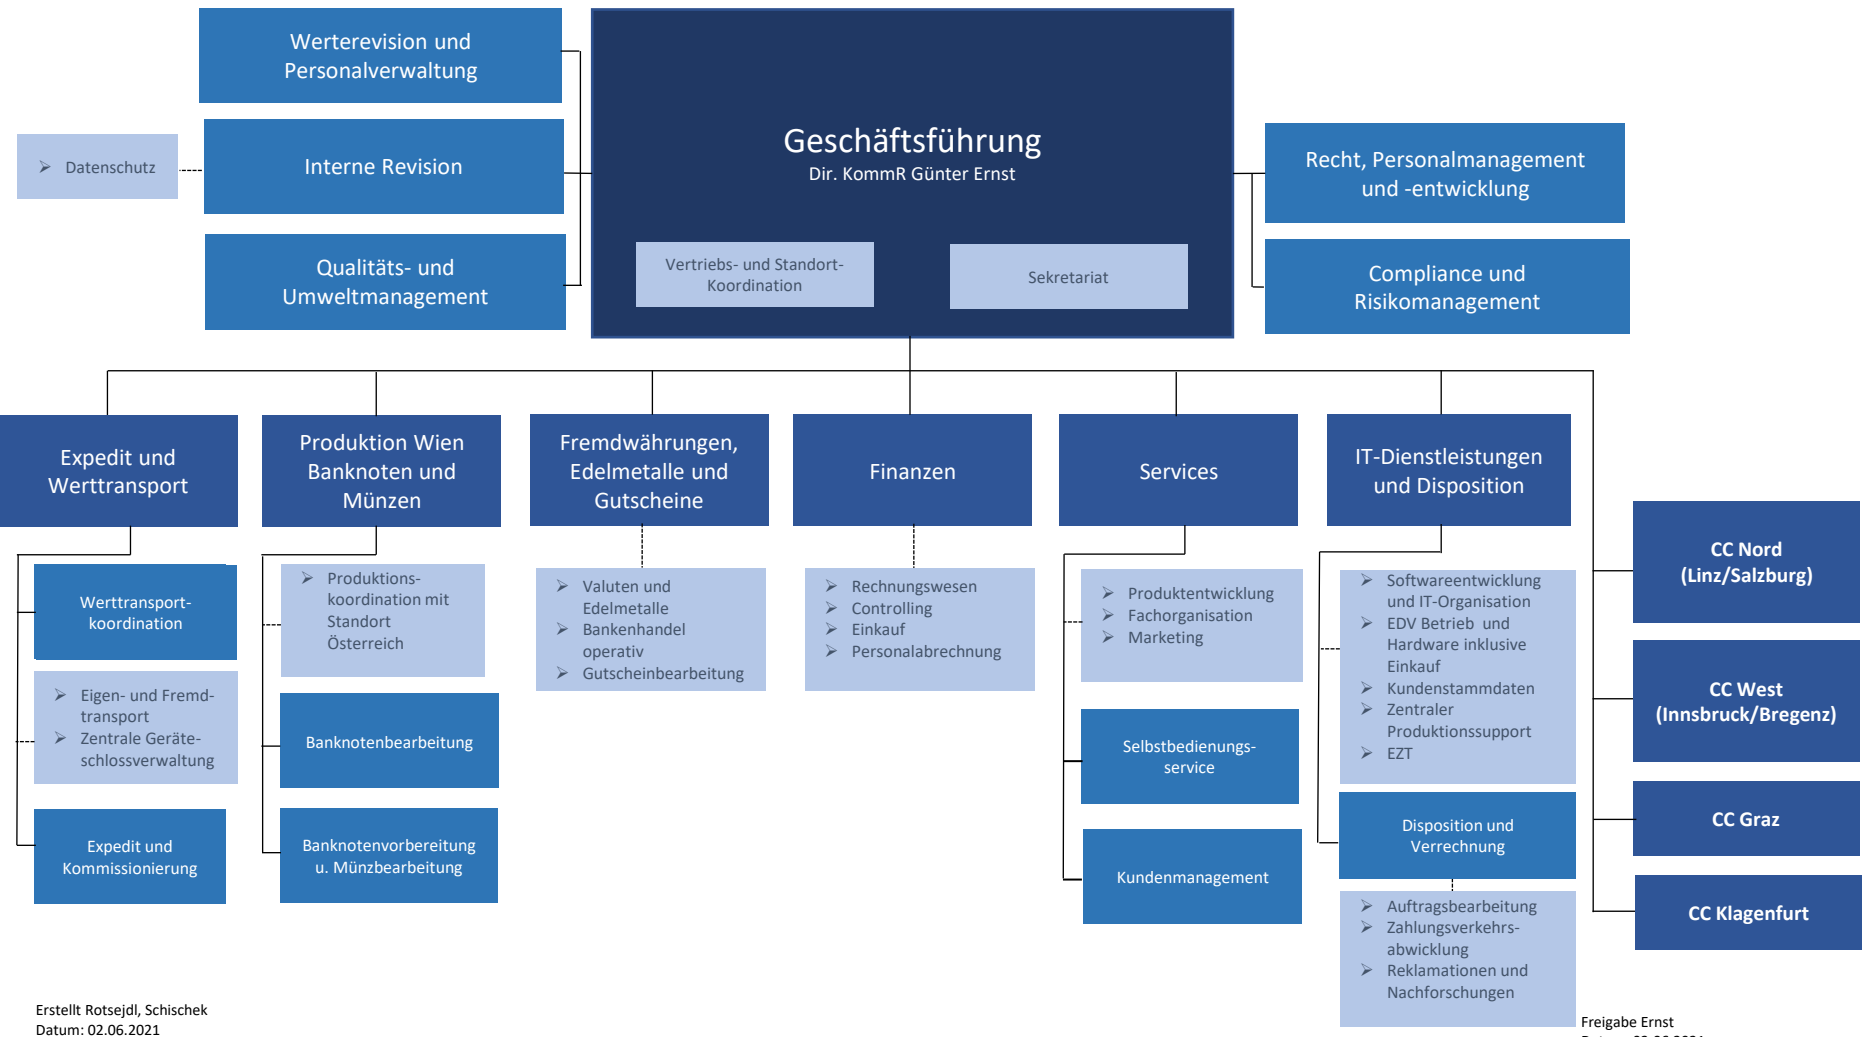 Werterevision und
Personalverwaltung
➢ Datenschutz
Interne Revision
Qualitäts- und
Umweltmanagement
Geschäftsführung
Dir. KommR Günter Ernst
Vertriebs- und Standort-
Koordination
Sekretariat
Recht, Personalmanagement
und -entwicklung
Compliance und
Risikomanagement
Expedit und
Werttransport
Werttransport-
koordination
➢ Eigen- und Fremd-
transport
➢ Zentrale Geräte-
schlossverwaltung
Expedit und
Kommissionierung
Produktion Wien
Banknoten und
Münzen
➢ Produktions-
koordination mit
Standort
Österreich
Banknotenbearbeitung
Banknotenvorbereitung
u. Münzbearbeitung
Fremdwährungen,
Edelmetalle und
Gutscheine
➢ Valuten und
Edelmetalle
➢ Bankenhandel
operativ
➢ Gutscheinbearbeitung
Finanzen
➢ Rechnungswesen
➢ Controlling
➢ Einkauf
➢ Personalabrechnung
Services
➢ Produktentwicklung
➢ Fachorganisation
➢ Marketing
Selbstbedienungs-
service
Kundenmanagement
IT-Dienstleistungen
und Disposition
➢ Softwareentwicklung
und IT-Organisation
➢ EDV Betrieb und
Hardware inklusive
Einkauf
➢ Kundenstammdaten
➢ Zentraler
Produktionssupport
➢ EZT
Disposition und
Verrechnung
➢ Auftragsbearbeitung
➢ Zahlungsverkehrs-
abwicklung
➢ Reklamationen und
Nachforschungen
CC Nord
(Linz/Salzburg)
CC West
(Innsbruck/Bregenz)
CC Graz
CC Klagenfurt
Erstellt Rotsejdl, Schischek
Datum: 02.06.2021
Freigabe Ernst